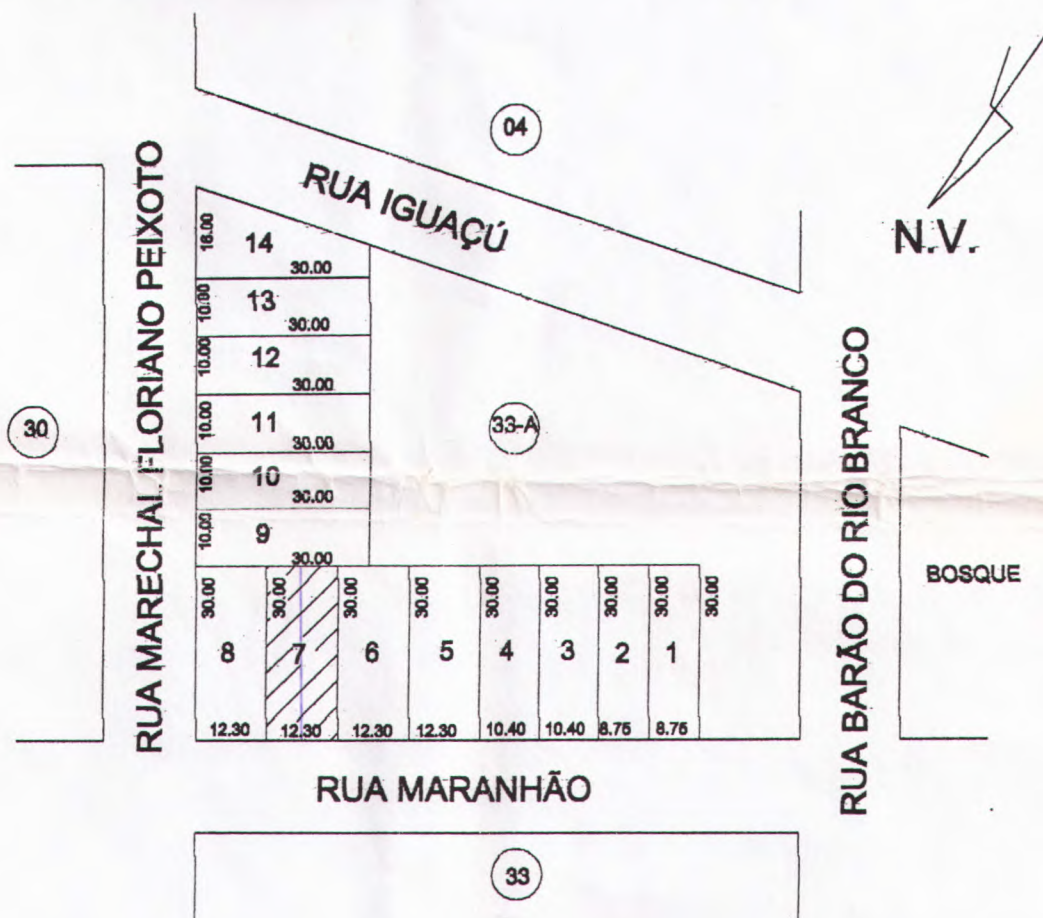 04
RUA IGUAÇÚ
N.V.
RUA MARECHAL FLORIANO PEIXOTO
16.00
14
30.00
10.00
13
30.00
10.00
12
30.00
10.00
11
30.00
10.00
10
30.00
10.00
9
30.00
30
33-A
RUA BARÃO DO RIO BRANCO
BOSQUE
30.00 30.00 30.00 30.00 30.00 30.00 30.00 30.00 30.00
8 7 6 5 4 3 2 1
12.30 12.30 12.30 12.30 10.40 10.40 8.75 8.75
RUA MARANHÃO
33